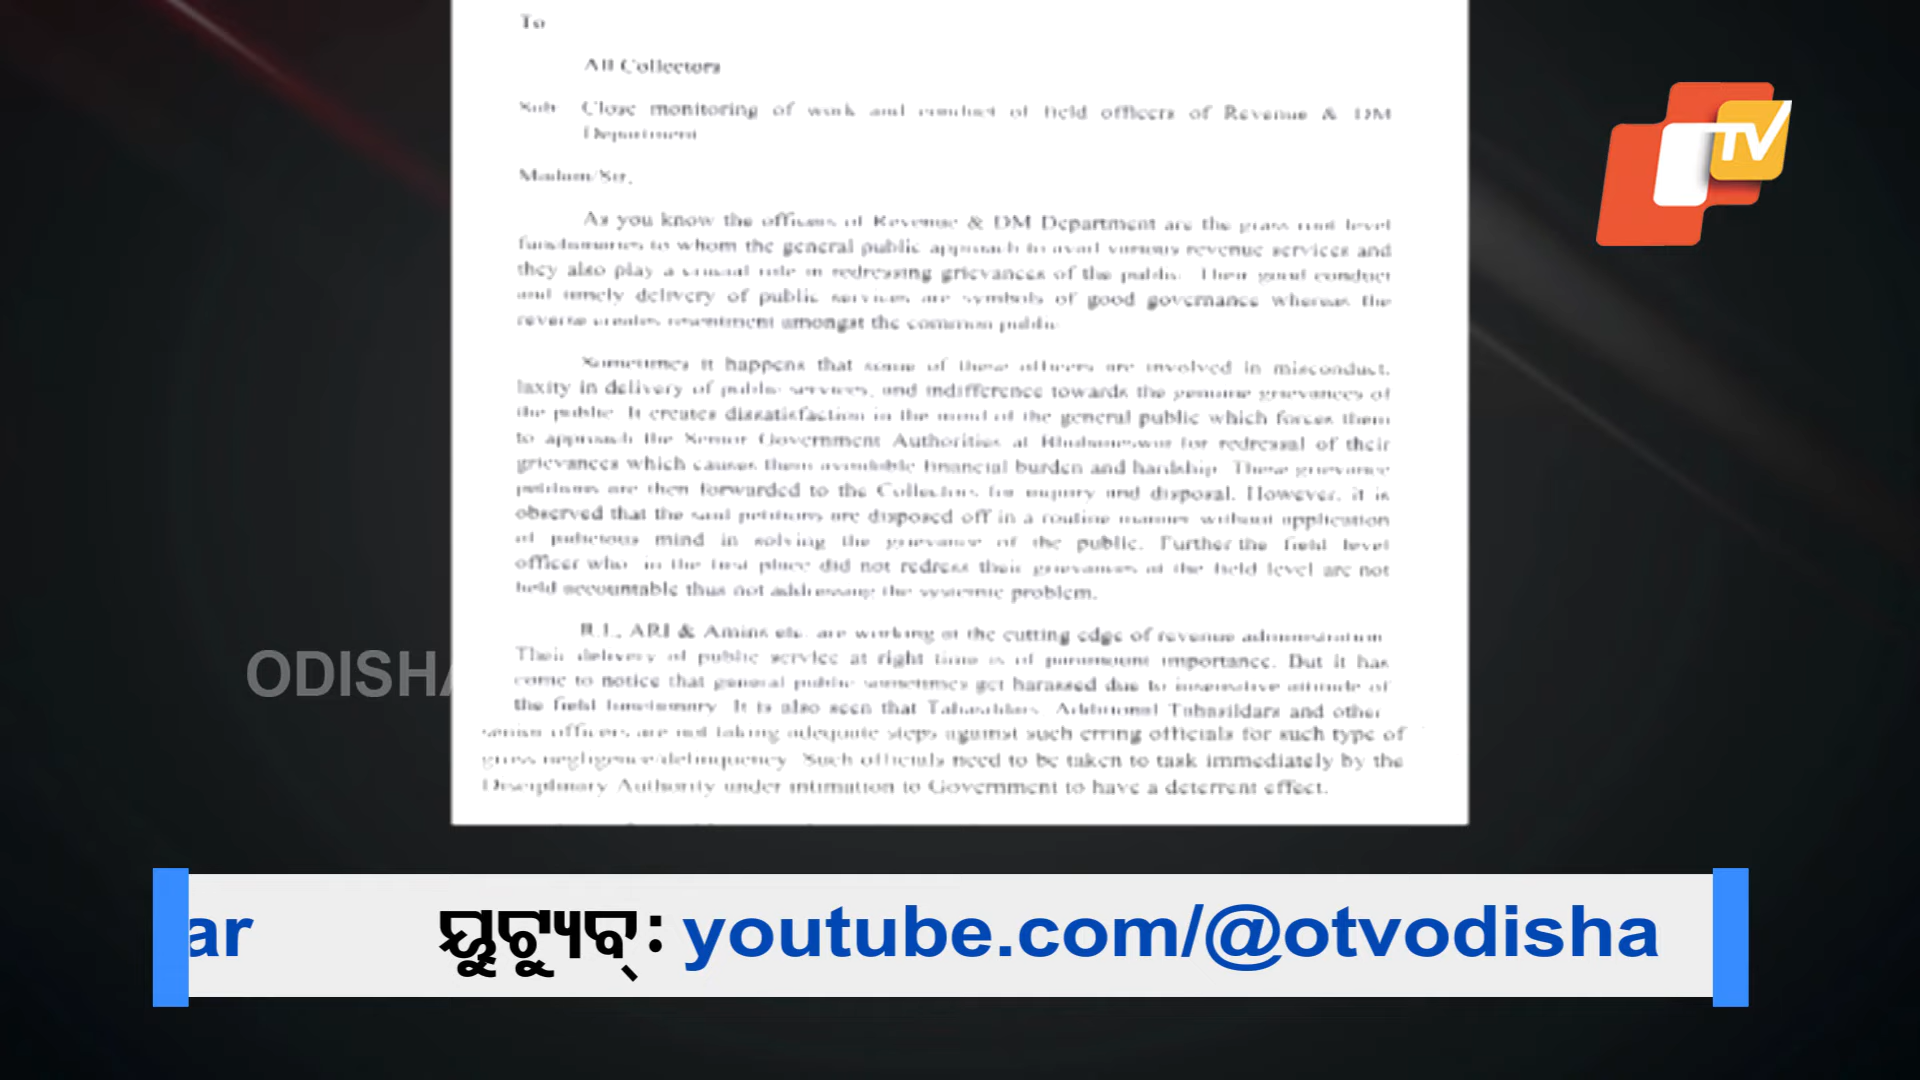 To
All Collectors
Sub: Close monitoring of work and conduct of field officers of Revenue & DM
Department
Madam/Sir,
As you know the officers of Revenue & DM Department are the grass root level
functionaries to whom the general public approach to avail various revenue services and
they also play a crucial role in redressing grievances of the public. Their good conduct
and timely delivery of public services are symbols of good governance whereas the
reverse creates resentment amongst the common public.
Sometimes it happens that some of these officers are involved in misconduct,
laxity in delivery of public services, and indifference towards the genuine grievances of
the public. It creates dissatisfaction in the mind of the general public which forces them
to approach the Senior Government Authorities at Bhubaneswar for redressal of their
grievances which causes them avoidable financial burden and hardship. These grievance
petitions are then forwarded to the Collectors for inquiry and disposal. However, it is
observed that the said petitions are disposed off in a routine manner without application
of judicious mind in solving the grievance of the public. Further the field level
officer who in the first place did not redress their grievances at the field level are not
held accountable thus not addressing the systemic problem.
R.I., ARI & Amins etc. are working at the cutting edge of revenue administration.
Their delivery of public service at right time is of paramount importance. But it has
come to notice that general public sometimes get harassed due to insensitive attitude of
the field functionary. It is also seen that Tahasildars, Additional Tahasildars and other
senior officers are not taking adequate steps against such erring officials for such type of
gross negligence/delinquency. Such officials need to be taken to task immediately by the
Disciplinary Authority under intimation to Government to have a deterrent effect.
TV
ODISHA
ar ୟୁଟ୍ୟୁବ୍: youtube.com/@otvodisha